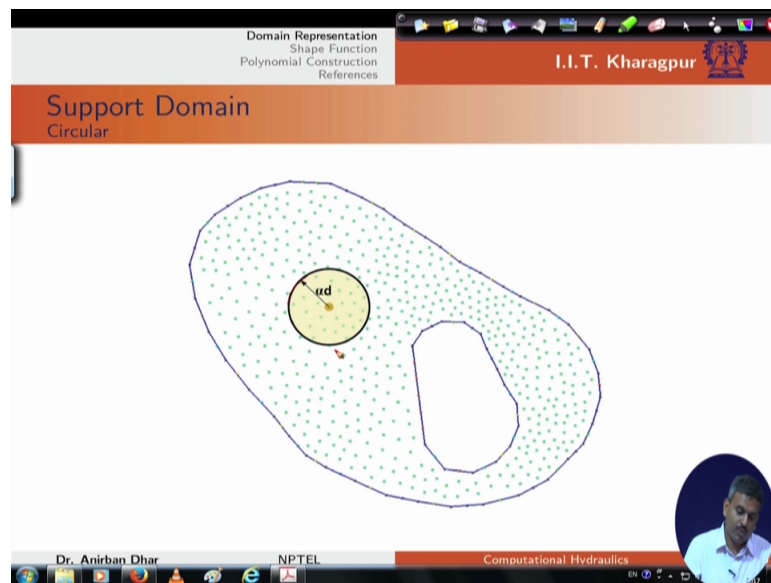 Domain Representation
Shape Function
Polynomial Construction
References
I.I.T. Kharagpur
Support Domain
Circular
αd
Dr. Anirban Dhar
NPTEL
Computational Hydraulics
EN